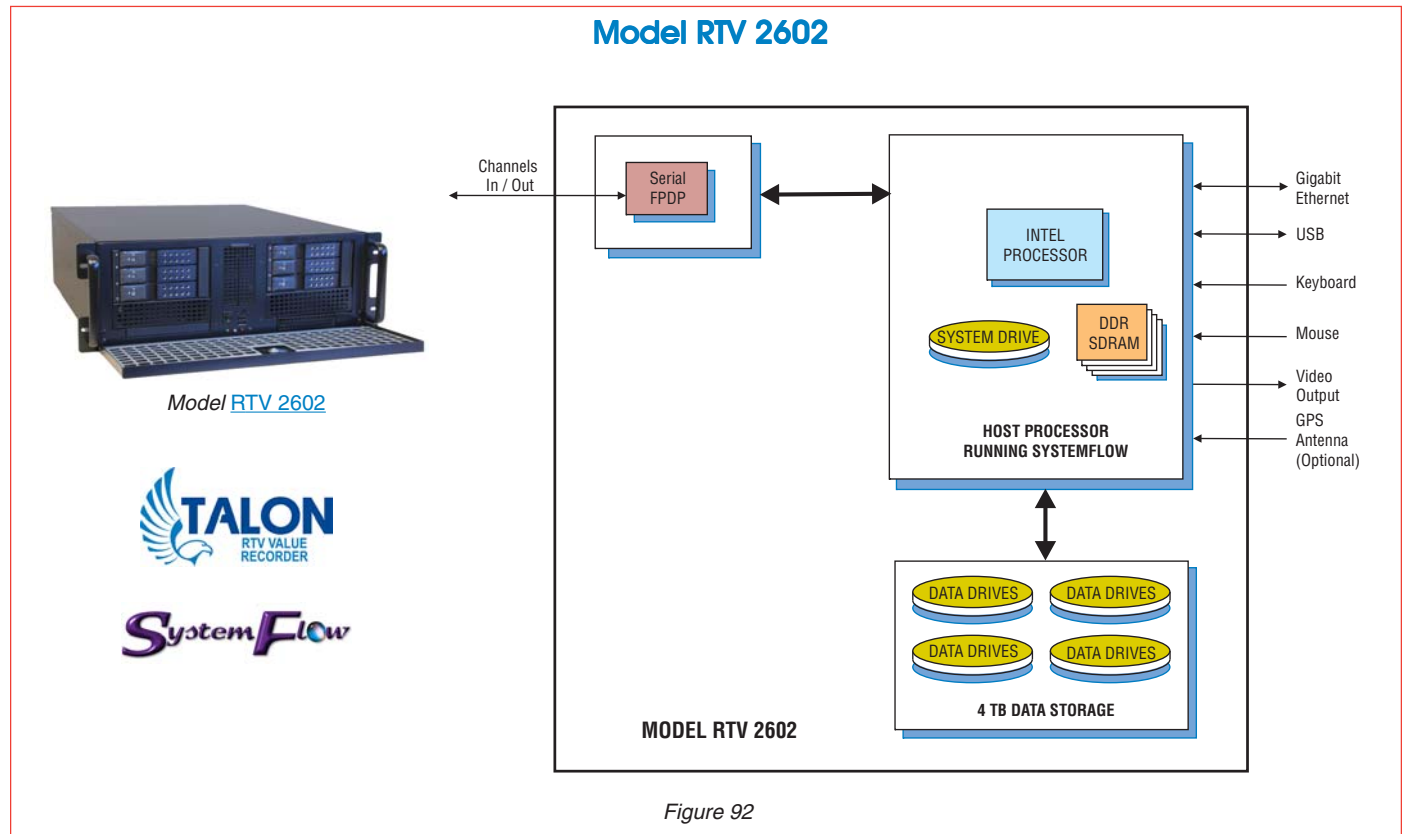 Model RTV 2602
Model RTV 2602
TALON
RTV VALUE
RECORDER
SystemFlow
Channels
In / Out
Serial
FPDP
INTEL
PROCESSOR
SYSTEM DRIVE
DDR
SDRAM
HOST PROCESSOR
RUNNING SYSTEMFLOW
Gigabit
Ethernet
USB
Keyboard
Mouse
Video
Output
GPS
Antenna
(Optional)
DATA DRIVES
DATA DRIVES
DATA DRIVES
DATA DRIVES
4 TB DATA STORAGE
MODEL RTV 2602
Figure 92